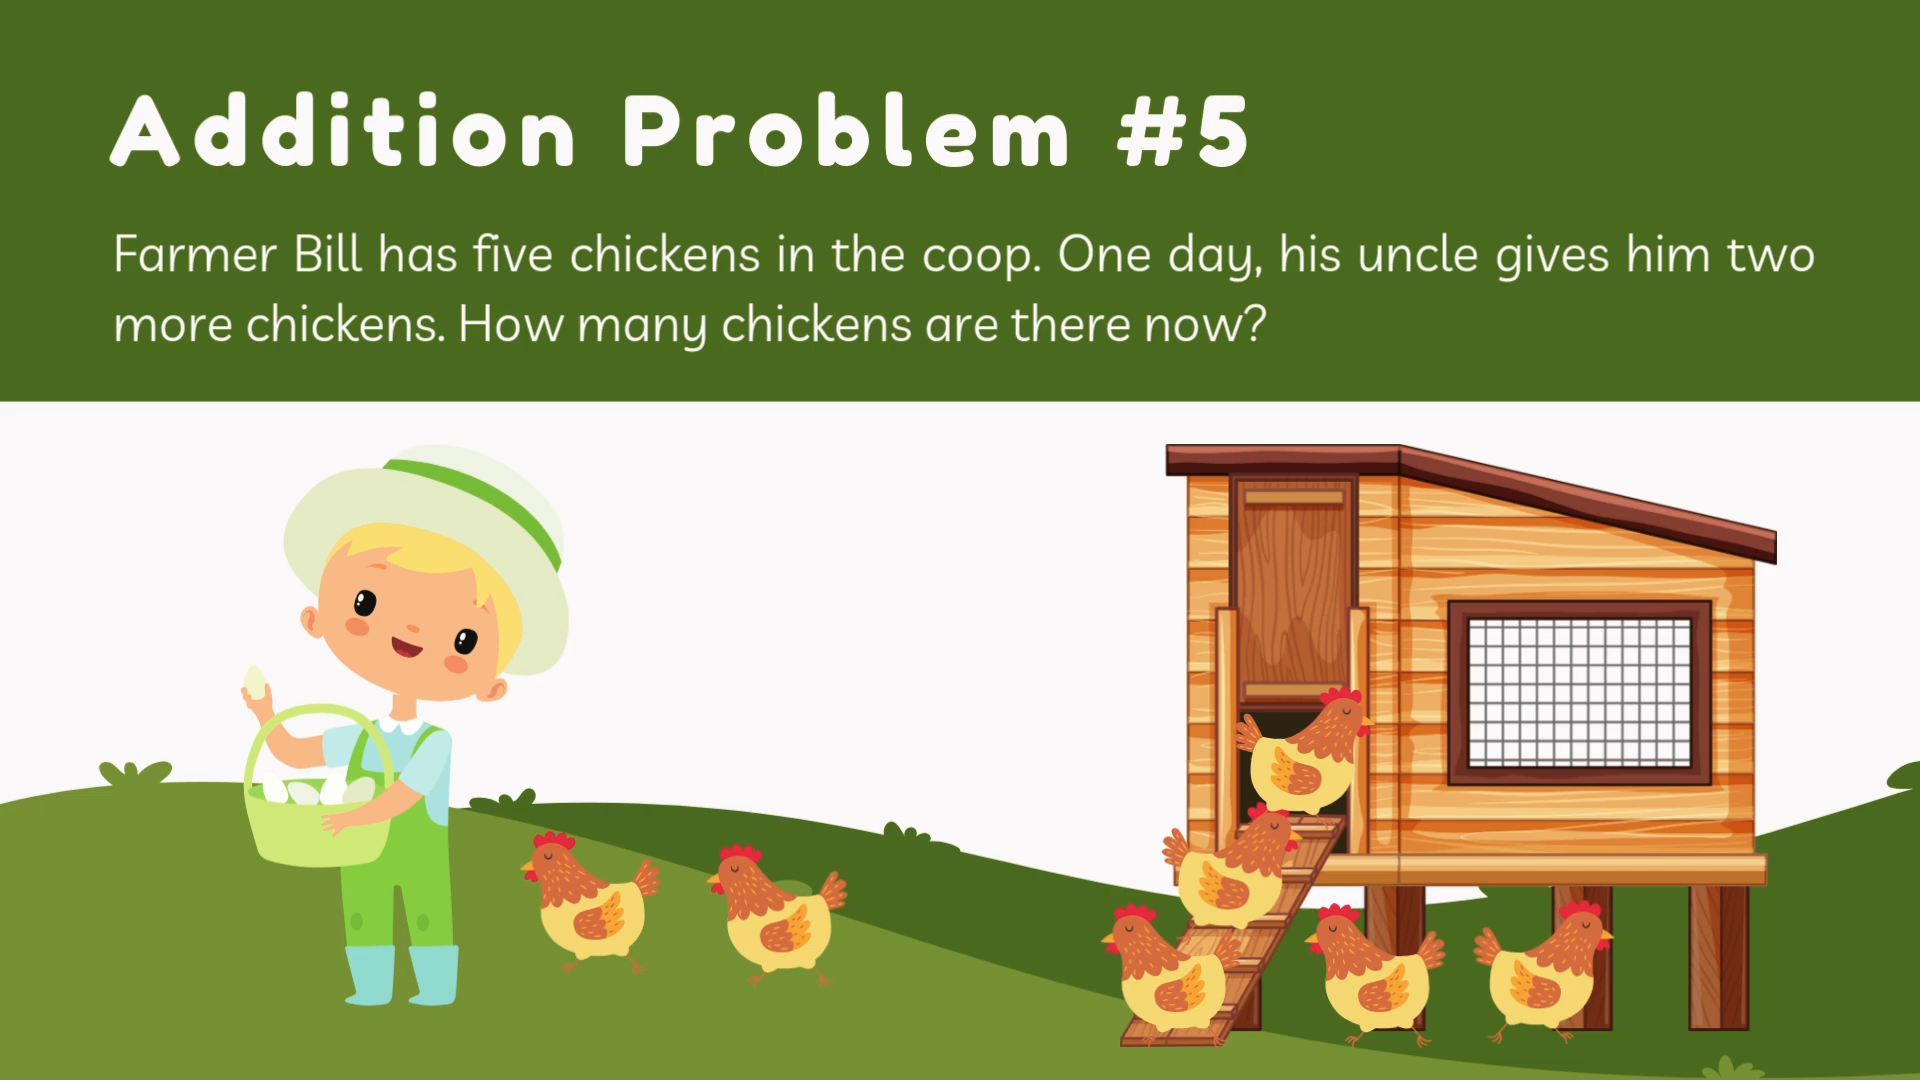 Addition Problem #5
Farmer Bill has five chickens in the coop. One day, his uncle gives him two
more chickens. How many chickens are there now?